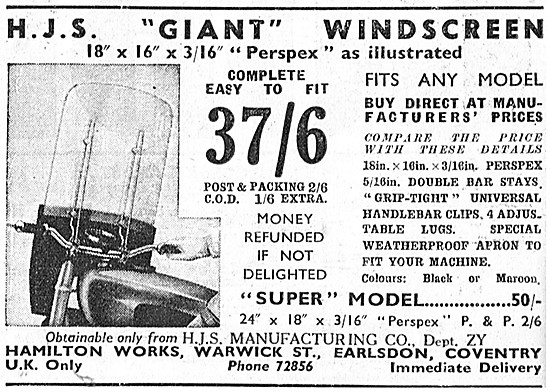 H.J.S. "GIANT" WINDSCREEN
18" x 16" x 3/16" "Perspex" as illustrated
COMPLETE
EASY TO FIT
37/6
POST & PACKING 2/6
C.O.D. 1/6 EXTRA.
MONEY
REFUNDED
IF NOT
DELIGHTED
FITS ANY MODEL
BUY DIRECT AT MANU-
FACTURERS' PRICES
COMPARE THE PRICE
WITH THESE DETAILS
18in. × 16in. × 3/16in. PERSPEX
5/16in. DOUBLE BAR STAYS,
"GRIP-TIGHT" UNIVERSAL
HANDLEBAR CLIPS, 4 ADJUS-
TABLE LUGS. SPECIAL
WEATHERPROOF APRON TO
FIT YOUR MACHINE.
Colours: Black or Maroon.
"SUPER" MODEL..................50/-
24" x 18" x 3/16" "Perspex" P. & P. 2/6
Obtainable only from H.J.S. MANUFACTURING CO., Dept. ZY
HAMILTON WORKS, WARWICK ST., EARLSDON, COVENTRY
U.K. Only Phone 72856 Immediate Delivery